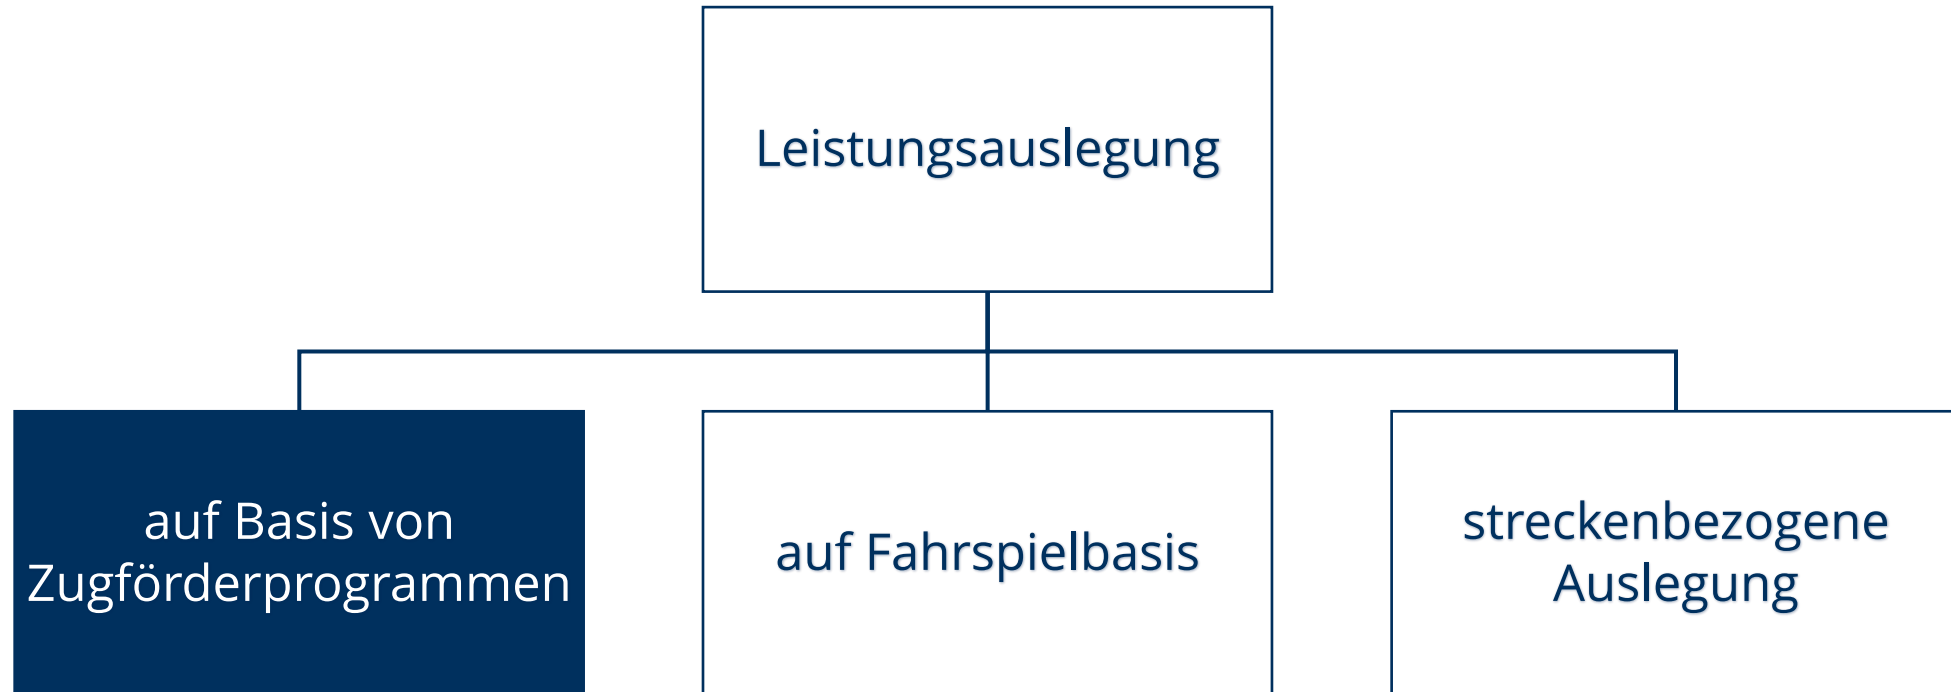 Leistungsauslegung
auf Basis von
Zugförderprogrammen
auf Fahrspielbasis
streckenbezogene
Auslegung